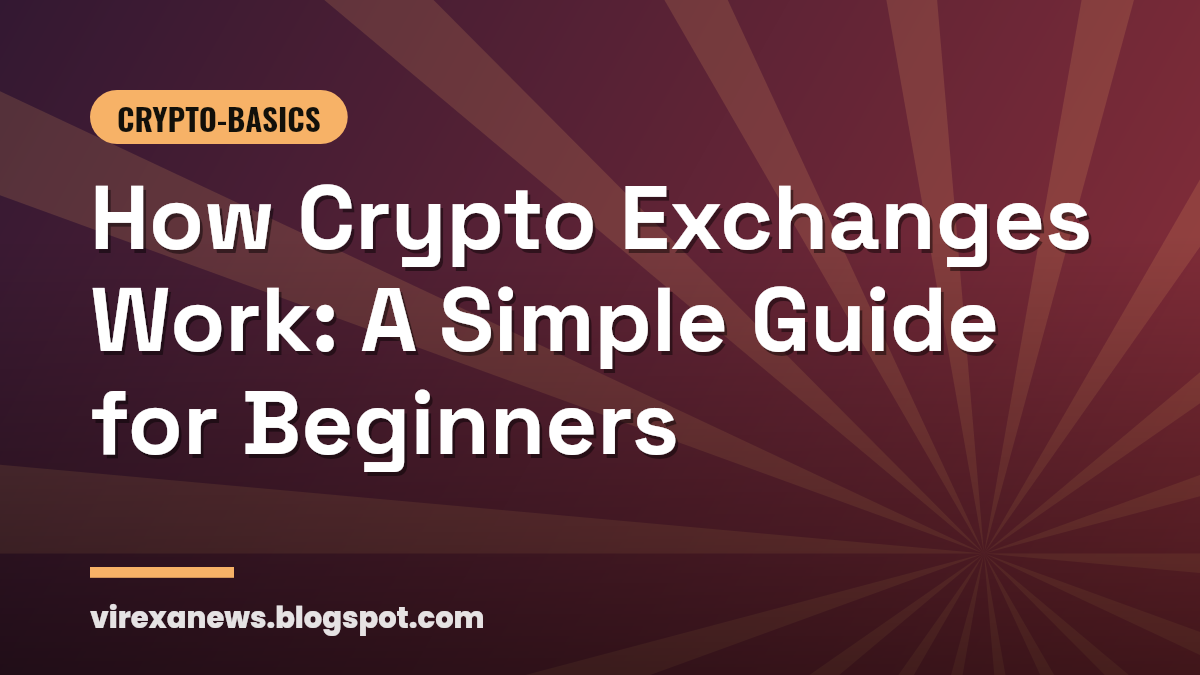 CRYPTO-BASICS
How Crypto Exchanges
Work: A Simple Guide
for Beginners
virexanews.blogspot.com